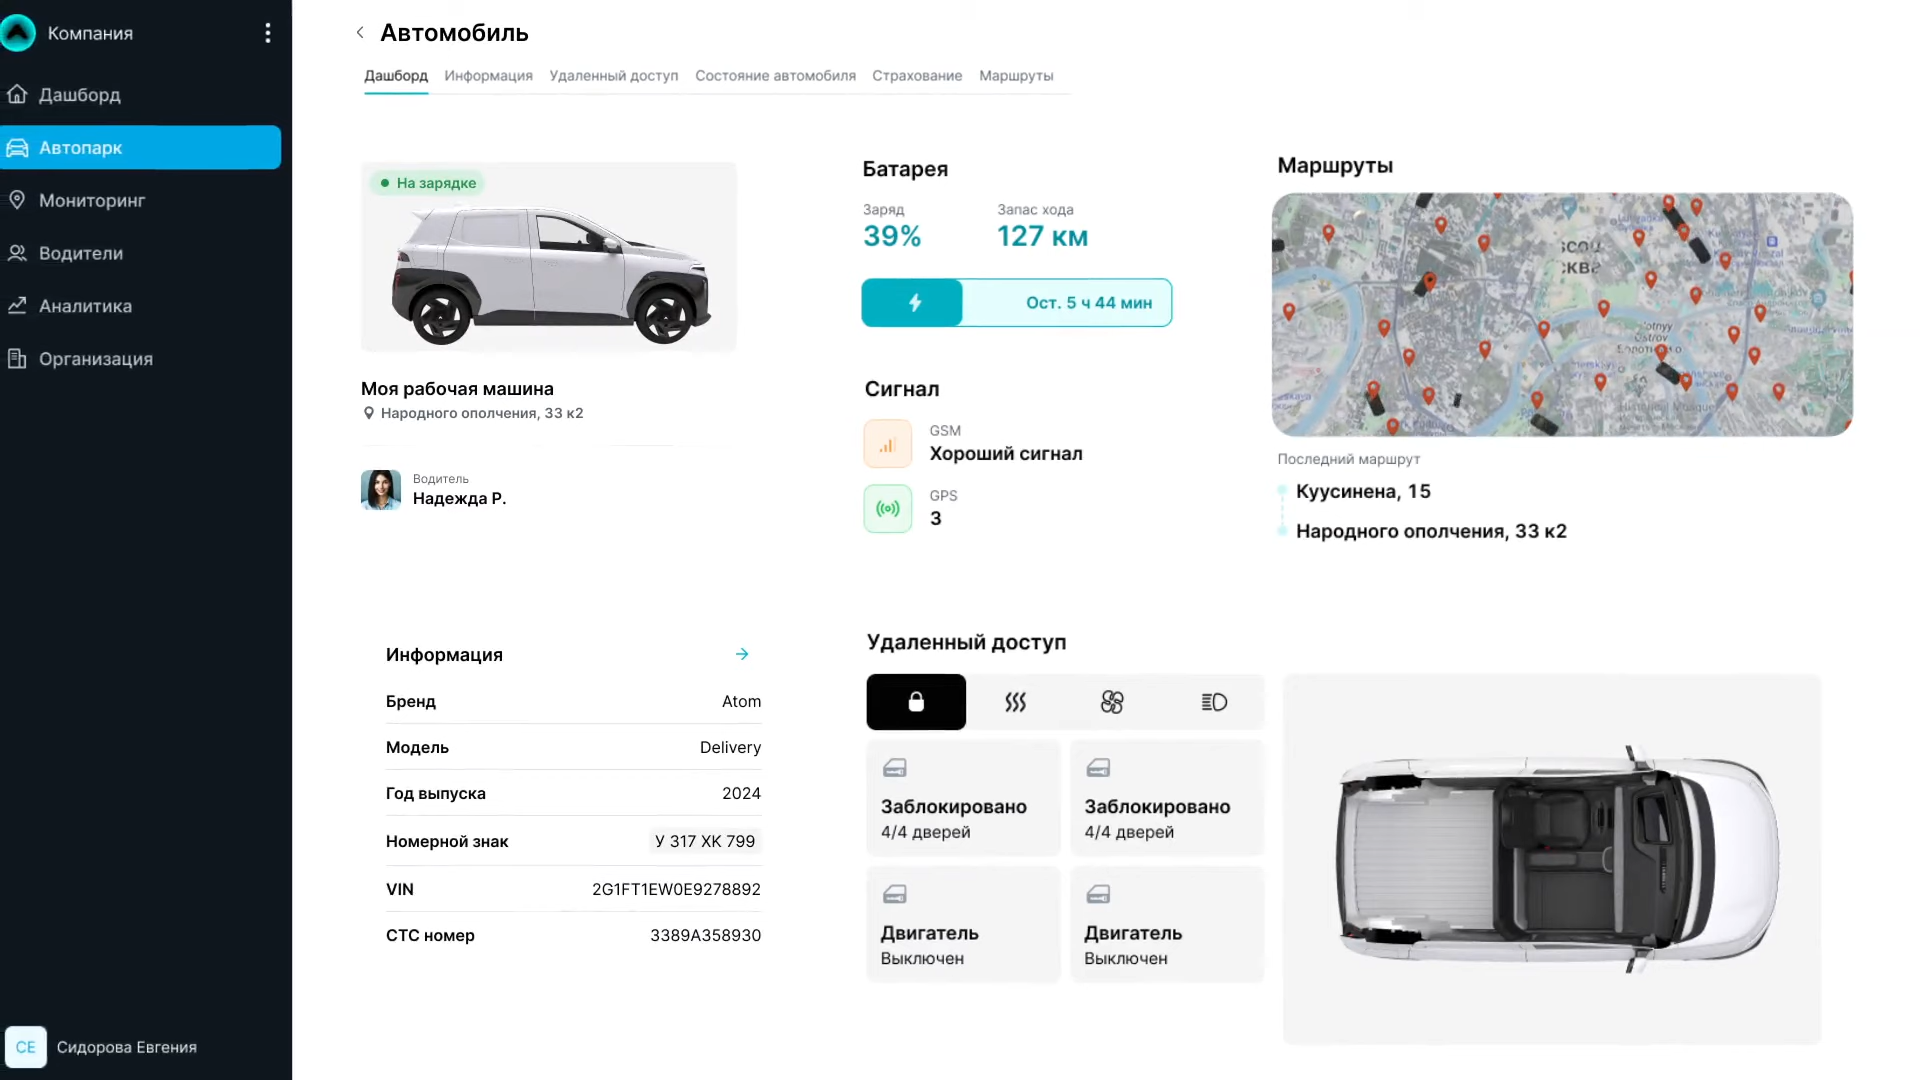 Компания
Дашборд
Автопарк
Мониторинг
Водители
Аналитика
Организация
СЕ
Сидорова Евгения
Автомобиль
Дашборд
Информация
Удаленный доступ
Состояние автомобиля
Страхование
Маршруты
На зарядке
Моя рабочая машина
Народного ополчения, 33 к2
Водитель
Надежда Р.
Батарея
Заряд
39%
Запас хода
127 км
Ост. 5 ч 44 мин
Сигнал
GSM
Хороший сигнал
GPS
3
Маршруты
Последний маршрут
Куусинена, 15
Народного ополчения, 33 к2
Информация
Бренд
Atom
Модель
Delivery
Год выпуска
2024
Номерной знак
У 317 ХК 799
VIN
2G1FT1EW0E9278892
СТС номер
3389A358930
Удаленный доступ
Заблокировано
4/4 дверей
Заблокировано
4/4 дверей
Двигатель
Выключен
Двигатель
Выключен